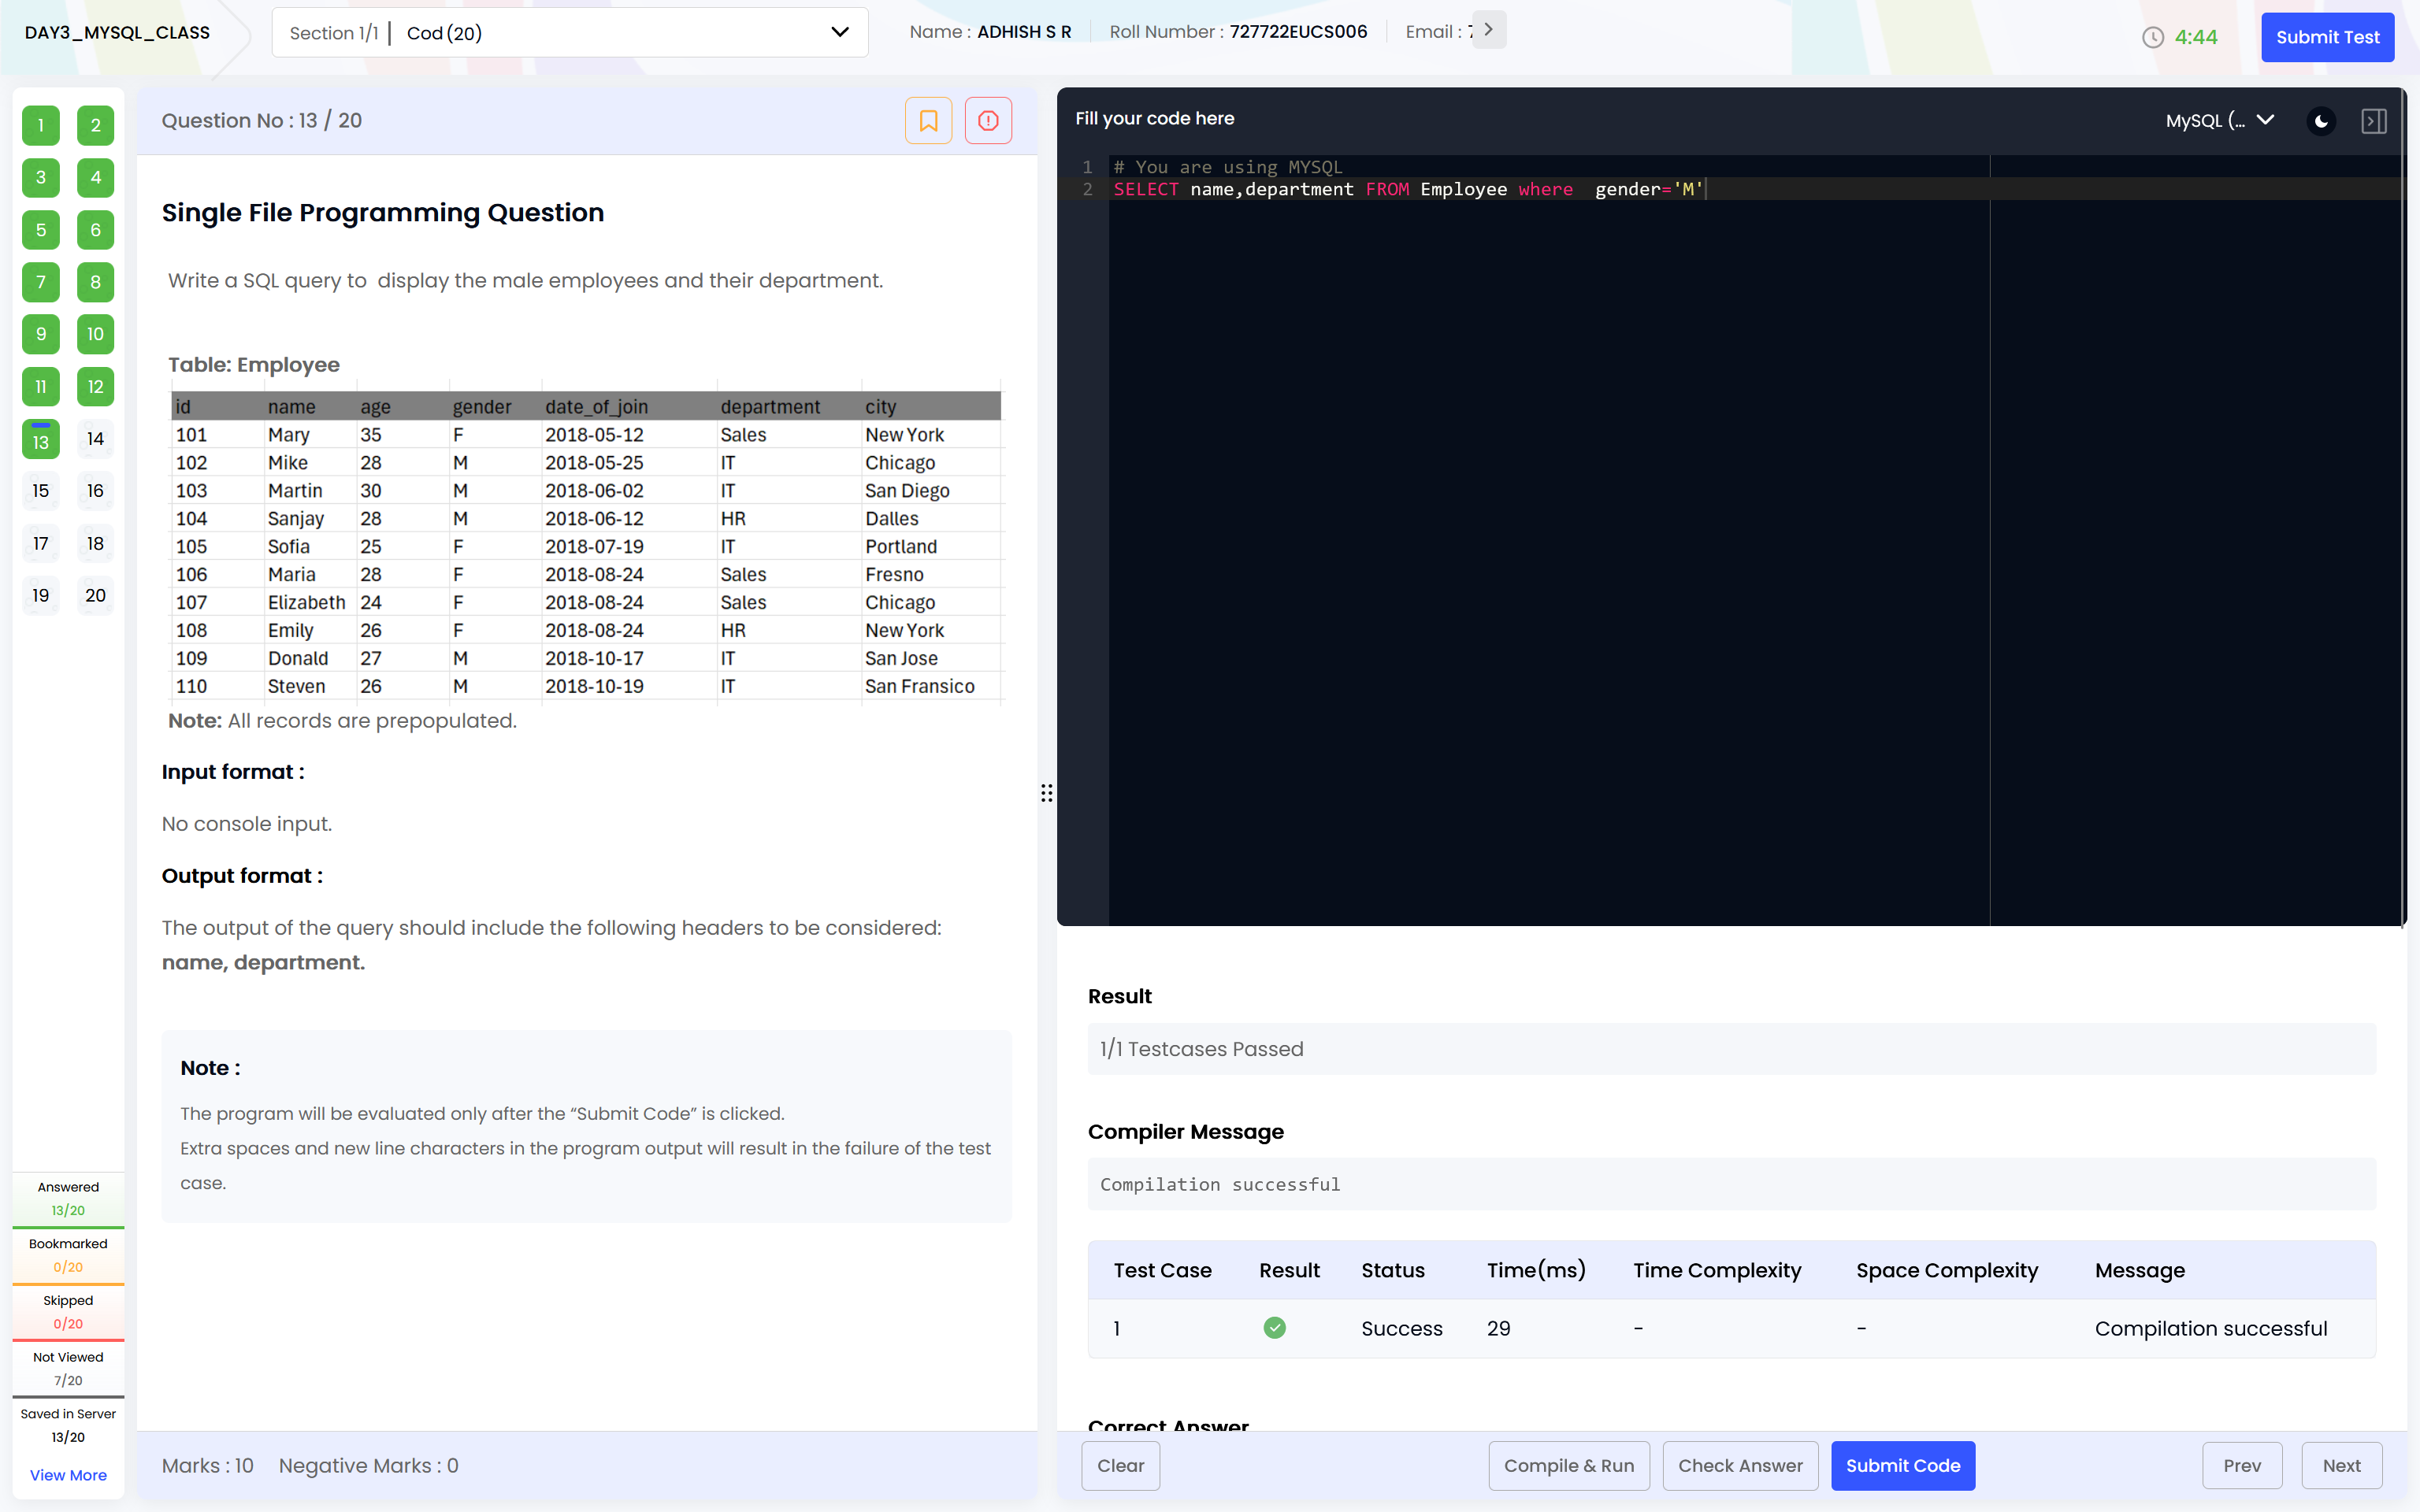 DAY3_MYSQL_CLASS
Section 1/1 | Cod (20)
Name : ADHISH S R
Roll Number : 727722EUCS006
Email : 7
4:44
Submit Test
1 2
3 4
5 6
7 8
9 10
11 12
13 14
15 16
17 18
19 20
Answered
13/20
Bookmarked
0/20
Skipped
0/20
Not Viewed
7/20
Saved in Server
13/20
View More
Question No : 13 / 20
Single File Programming Question
Write a SQL query to  display the male employees and their department.
Table: Employee
id name age gender date_of_join department city
101 Mary 35 F 2018-05-12 Sales New York
102 Mike 28 M 2018-05-25 IT Chicago
103 Martin 30 M 2018-06-02 IT San Diego
104 Sanjay 28 M 2018-06-12 HR Dalles
105 Sofia 25 F 2018-07-19 IT Portland
106 Maria 28 F 2018-08-24 Sales Fresno
107 Elizabeth 24 F 2018-08-24 Sales Chicago
108 Emily 26 F 2018-08-24 HR New York
109 Donald 27 M 2018-10-17 IT San Jose
110 Steven 26 M 2018-10-19 IT San Fransico
Note: All records are prepopulated.
Input format :
No console input.
Output format :
The output of the query should include the following headers to be considered:
name, department.
Note :
The program will be evaluated only after the “Submit Code” is clicked.
Extra spaces and new line characters in the program output will result in the failure of the test
case.
Marks : 10 Negative Marks : 0
Fill your code here
MySQL (...
1 # You are using MYSQL
2 SELECT name,department FROM Employee where  gender='M'
Result
1/1 Testcases Passed
Compiler Message
Compilation successful
Test Case Result Status Time(ms) Time Complexity Space Complexity Message
1 Success 29 - - Compilation successful
Correct Answer
Clear
Compile & Run
Check Answer
Submit Code
Prev
Next